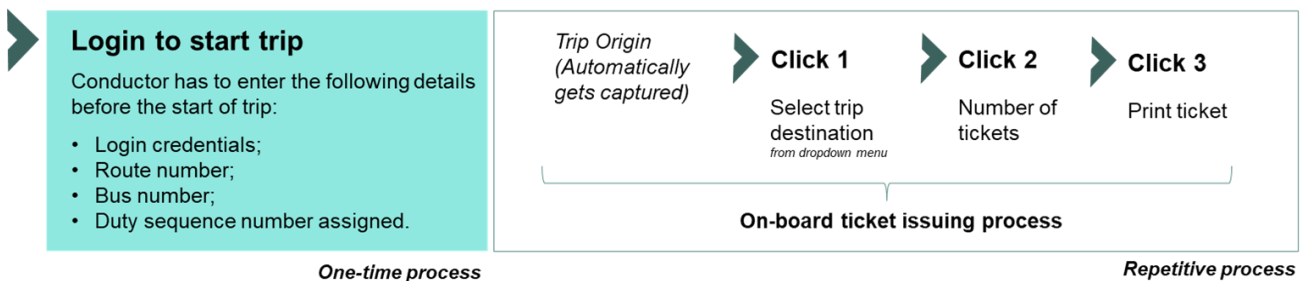 Login to start trip
Conductor has to enter the following details
before the start of trip:
• Login credentials;
• Route number;
• Bus number;
• Duty sequence number assigned.
One-time process
Trip Origin
(Automatically
gets captured)
Click 1
Select trip
destination
from dropdown menu
Click 2
Number of
tickets
Click 3
Print ticket
On-board ticket issuing process
Repetitive process